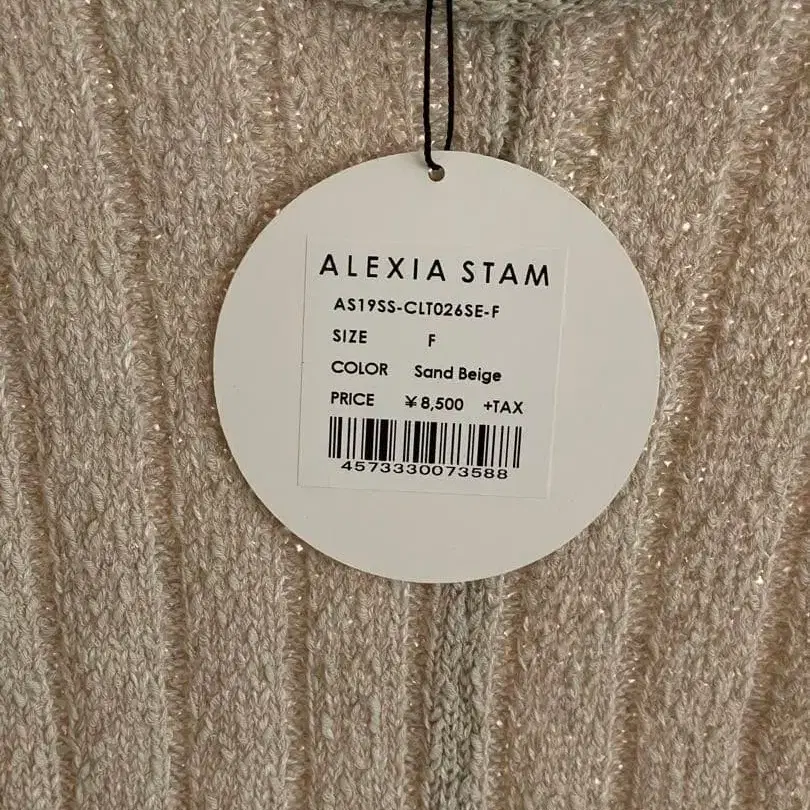 ALEXIA STAM
AS19SS-CLT026SE-F
SIZE F
COLOR Sand Beige
PRICE ¥8,500 +TAX
4573330073588